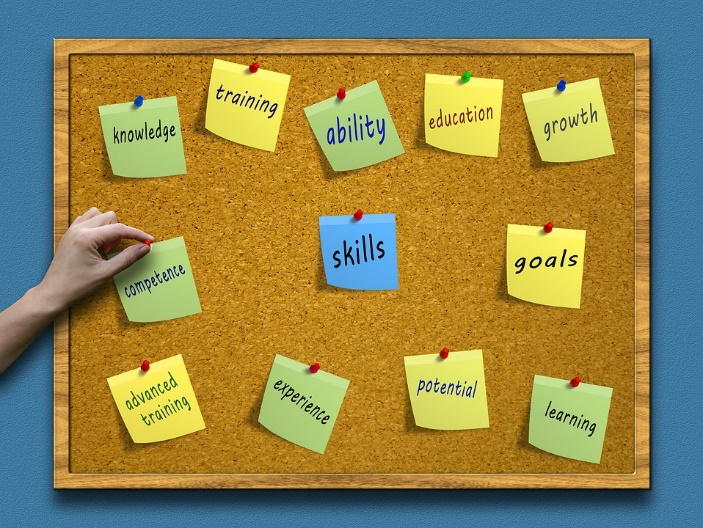 knowledge
training
ability
education
growth
competence
skills
goals
advanced
training
experience
potential
learning